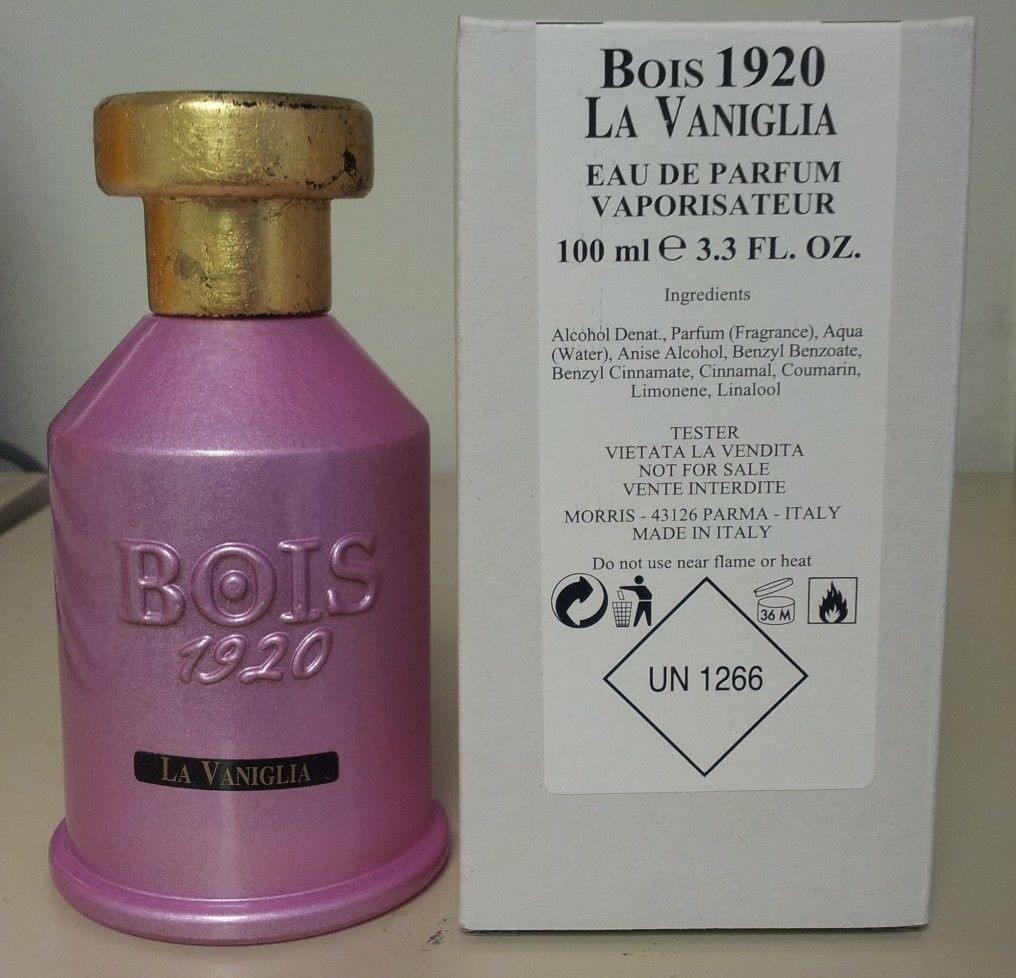 BOIS
1920
LA VANIGLIA
BOIS 1920
LA VANIGLIA
EAU DE PARFUM
VAPORISATEUR
100 ml ℮ 3.3 FL. OZ.
Ingredients
Alcohol Denat., Parfum (Fragrance), Aqua
(Water), Anise Alcohol, Benzyl Benzoate,
Benzyl Cinnamate, Cinnamal, Coumarin,
Limonene, Linalool
TESTER
VIETATA LA VENDITA
NOT FOR SALE
VENTE INTERDITE
MORRIS - 43126 PARMA - ITALY
MADE IN ITALY
Do not use near flame or heat
36 M
UN 1266